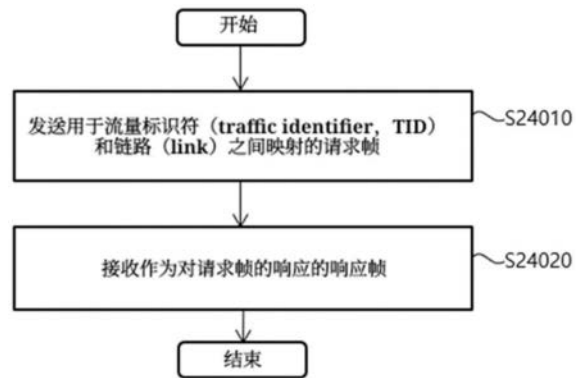 开始
发送用于流量标识符（traffic identifier，TID）
和链路（link）之间映射的请求帧
S24010
接收作为对请求帧的响应的响应帧
S24020
结束